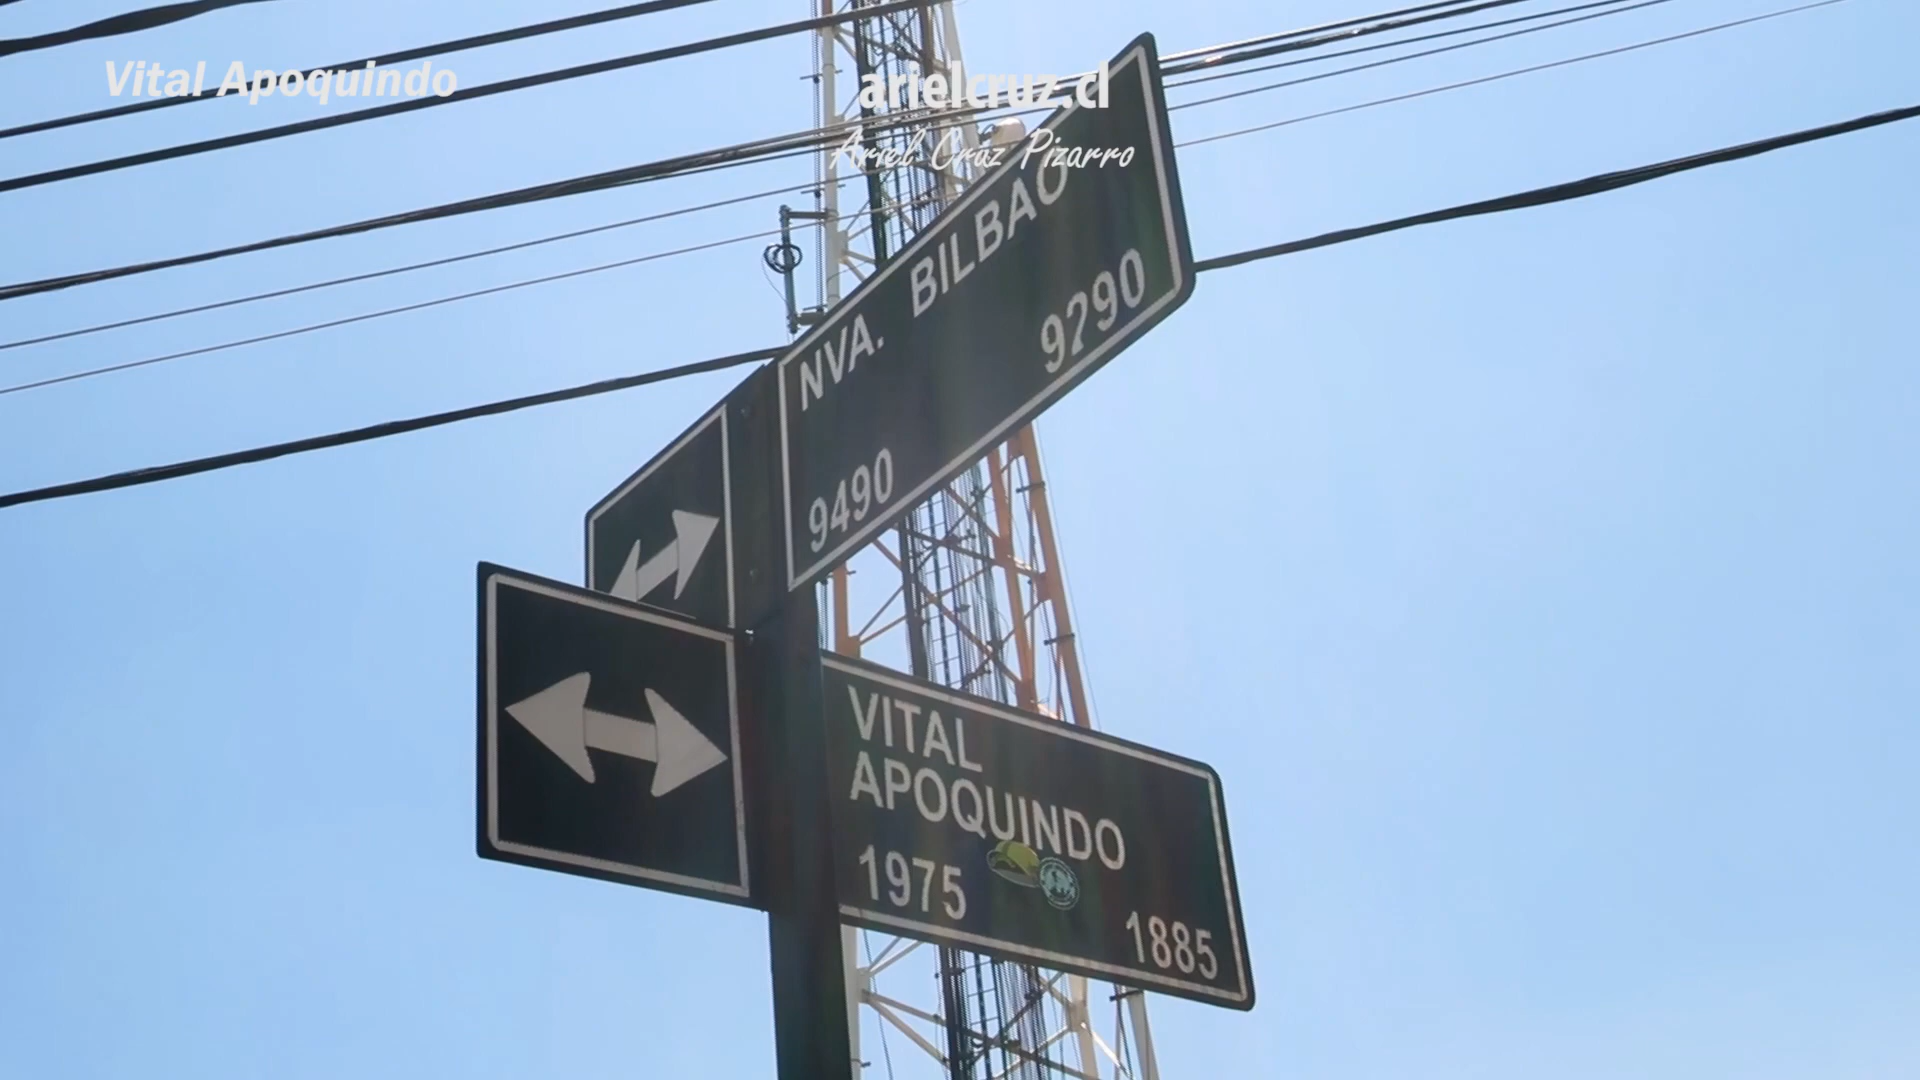 Vital Apoquindo
arielcruz.cl
Ariel Cruz Pizarro
NVA. BILBAO
9490 9290
VITAL
APOQUINDO
1975 1885